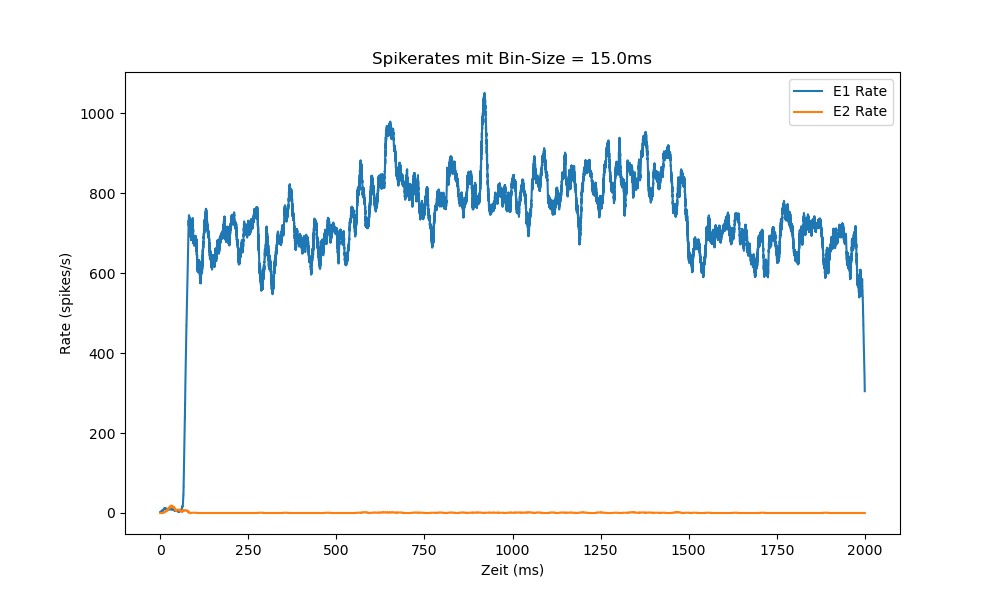 Spikerates mit Bin-Size = 15.0ms
E1 Rate
E2 Rate
Rate (spikes/s)
1000
800
600
400
200
0
0 250 500 750 1000 1250 1500 1750 2000
Zeit (ms)